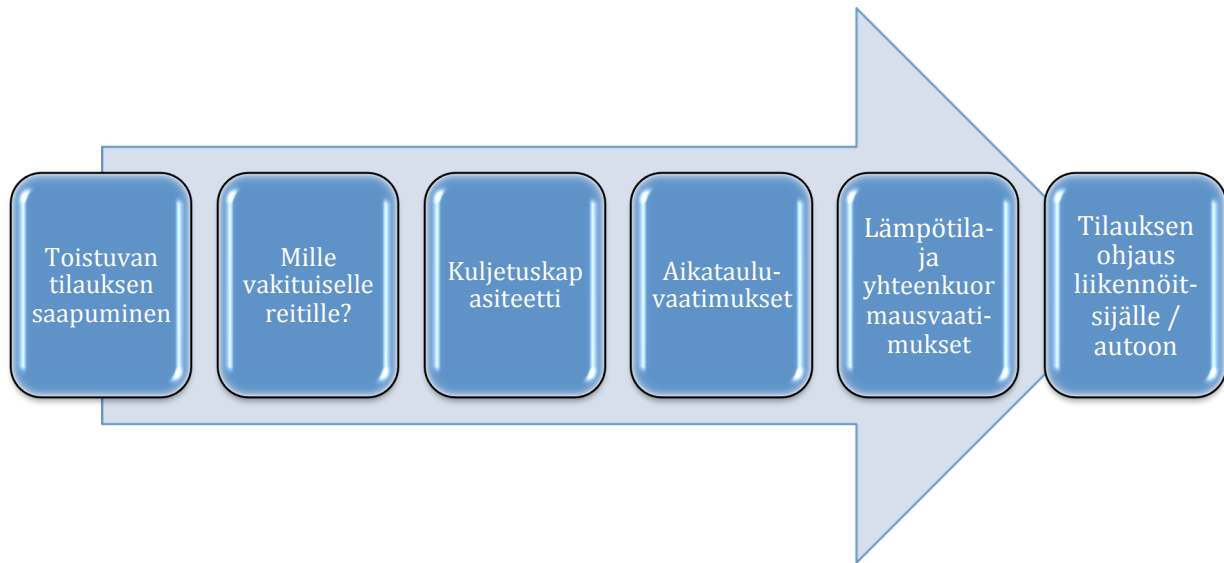 Toistuvan
tilauksen
saapuminen
Mille
vakituiselle
reitille?
Kuljetuskap
asiteetti
Aikataulu-
vaatimukset
Lämpötila-
ja
yhteenkuor
mausvaati-
mukset
Tilauksen
ohjaus
liikennöit-
sijälle /
autoon